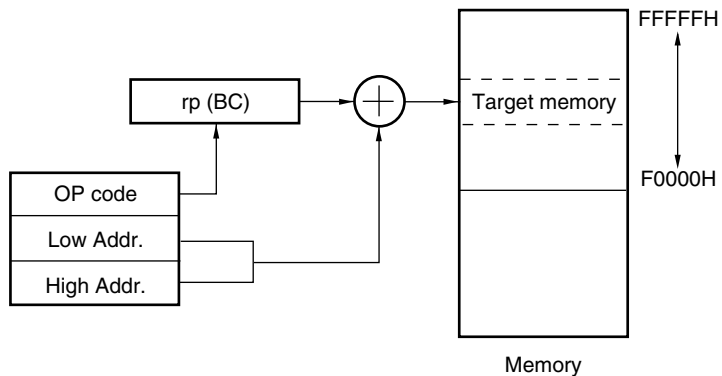 FFFFFH
rp (BC)
Target memory
OP code
F0000H
Low Addr.
High Addr.
Memory